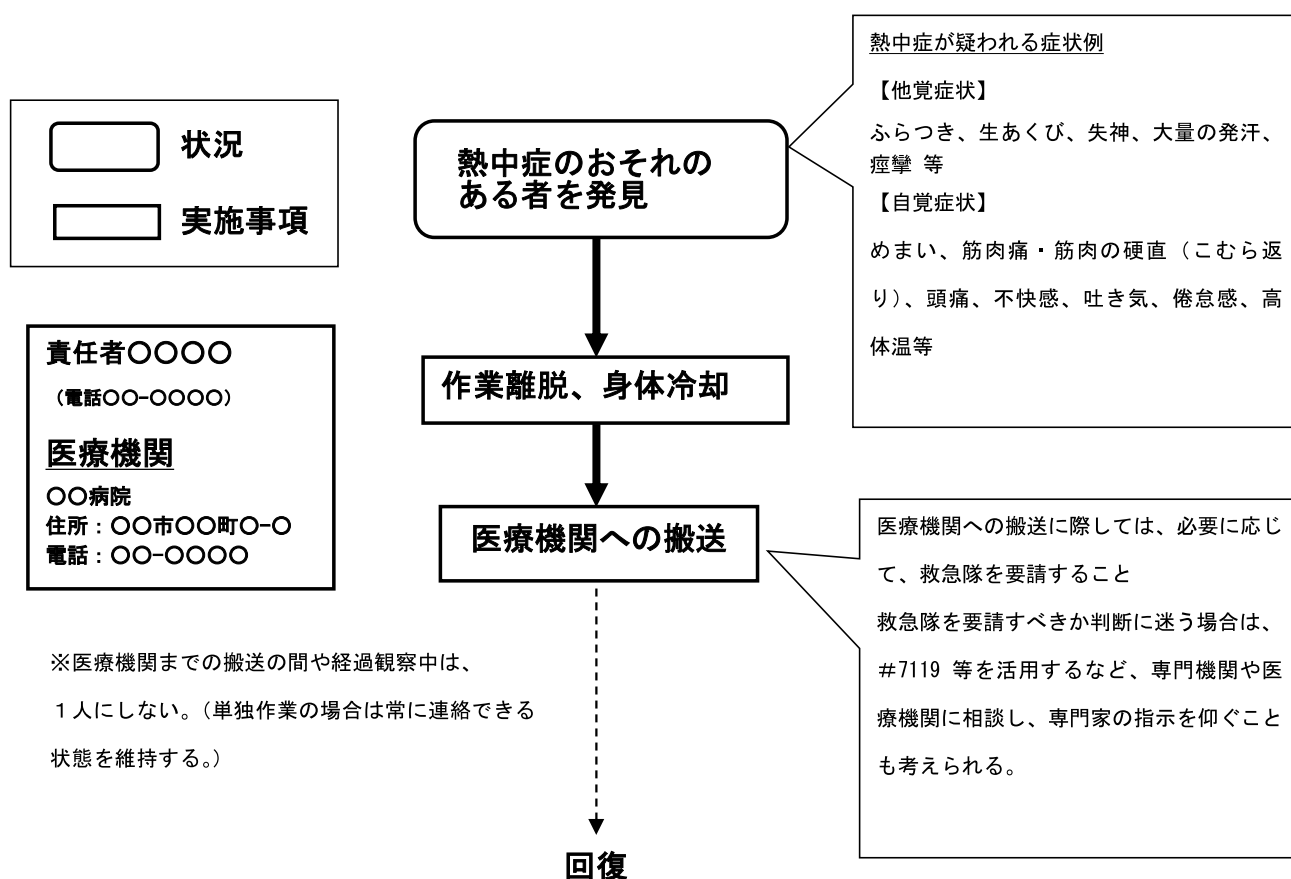 状況
実施事項
責任者〇〇〇〇
(電話〇〇-〇〇〇〇)
医療機関
〇〇病院
住所：〇〇市〇〇町〇-〇
電話：〇〇-〇〇〇〇
※医療機関までの搬送の間や経過観察中は、
１人にしない。（単独作業の場合は常に連絡できる
状態を維持する。）
熱中症のおそれの
ある者を発見
作業離脱、身体冷却
医療機関への搬送
回復
熱中症が疑われる症状例
【他覚症状】
ふらつき、生あくび、失神、大量の発汗、
痙攣 等
【自覚症状】
めまい、筋肉痛・筋肉の硬直（こむら返
り）、頭痛、不快感、吐き気、倦怠感、高
体温等
医療機関への搬送に際しては、必要に応じ
て、救急隊を要請すること
救急隊を要請すべきか判断に迷う場合は、
＃7119 等を活用するなど、専門機関や医
療機関に相談し、専門家の指示を仰ぐこと
も考えられる。